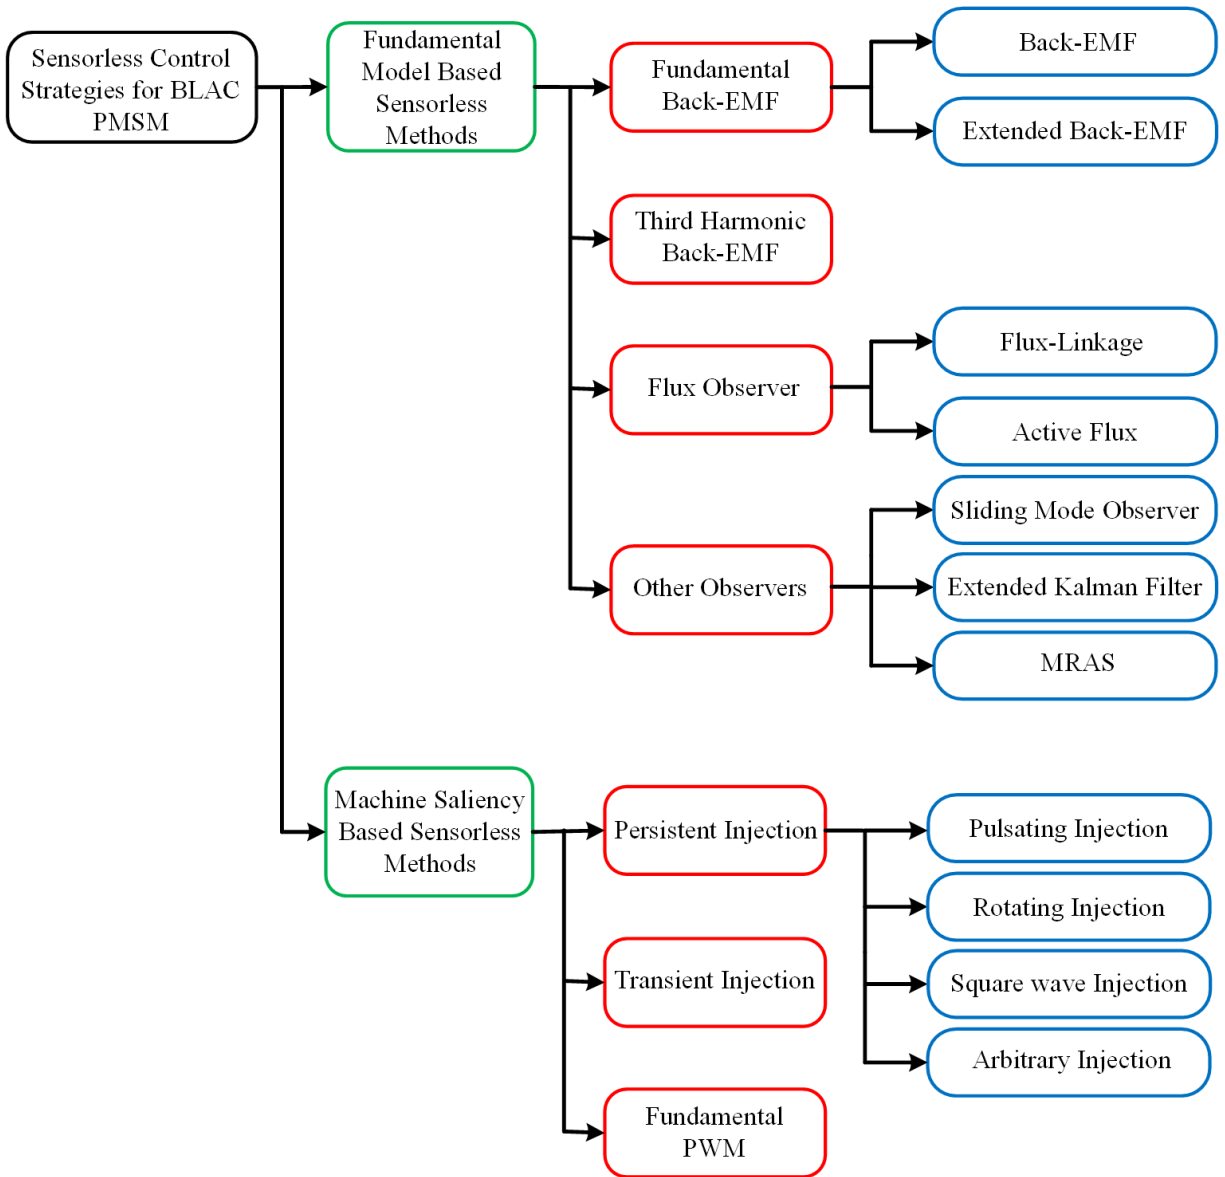 Sensorless Control
Strategies for BLAC
PMSM
Fundamental
Model Based
Sensorless
Methods
Fundamental
Back-EMF
Back-EMF
Extended Back-EMF
Third Harmonic
Back-EMF
Flux Observer
Flux-Linkage
Active Flux
Other Observers
Sliding Mode Observer
Extended Kalman Filter
MRAS
Machine Saliency
Based Sensorless
Methods
Persistent Injection
Pulsating Injection
Rotating Injection
Square wave Injection
Arbitrary Injection
Transient Injection
Fundamental
PWM